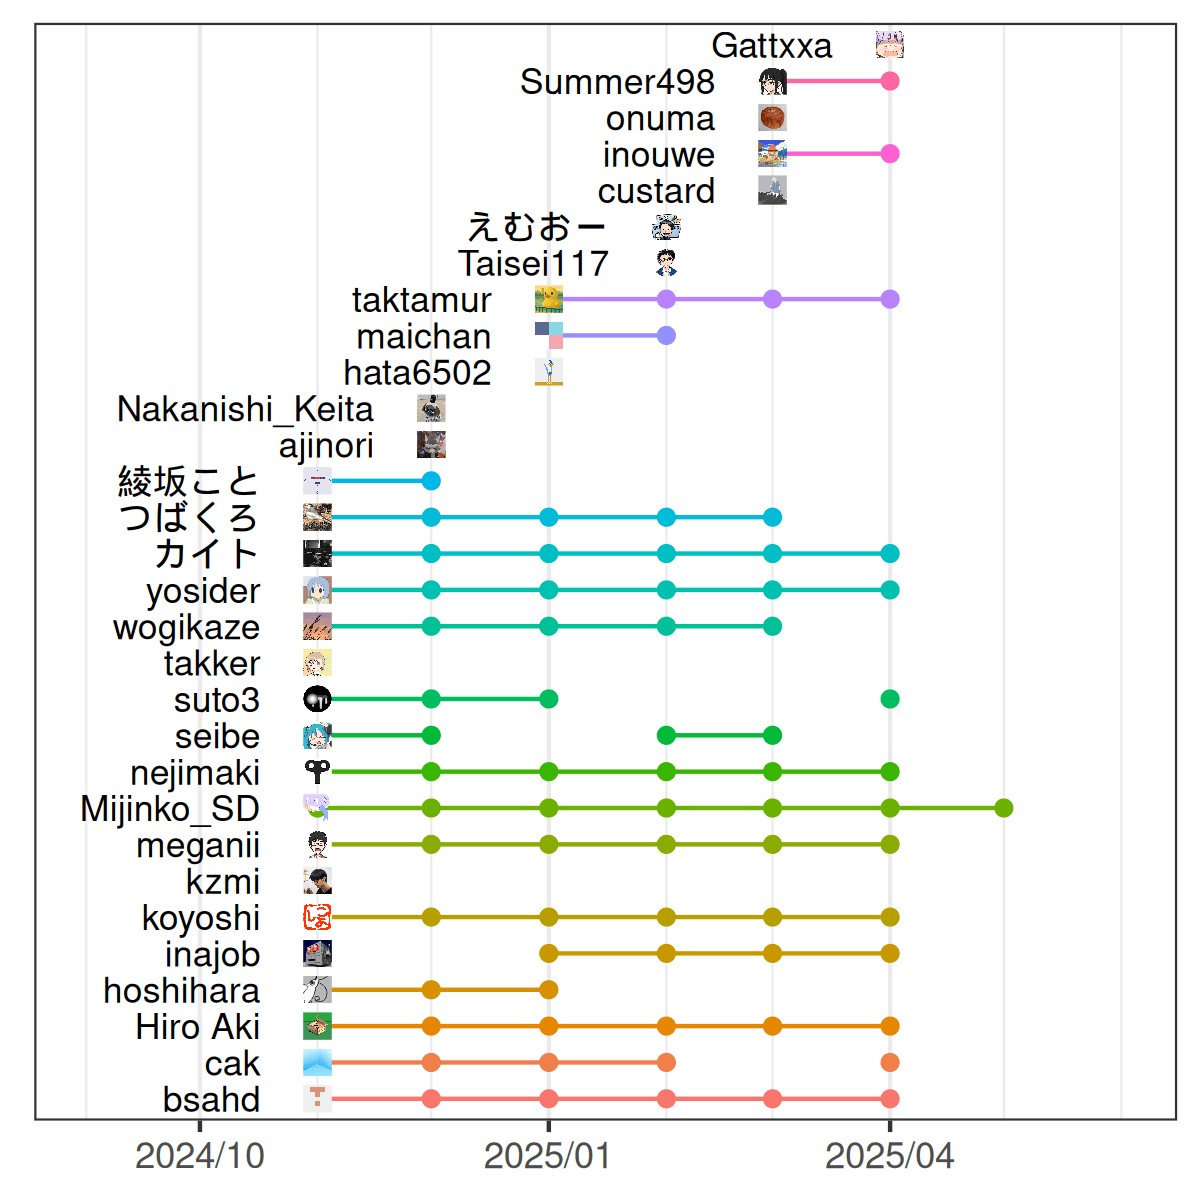 Gattxxa
Summer498
onuma
inouwe
custard
えむおー
Taisei117
taktamur
maichan
hata6502
Nakanishi_Keita
ajinori
綾坂こと
つばくろ
カイト
yosider
wogikaze
takker
suto3
seibe
nejimaki
Mijinko_SD
meganii
kzmi
koyoshi
inajob
hoshihara
Hiro Aki
cak
bsahd
2024/10 2025/01 2025/04